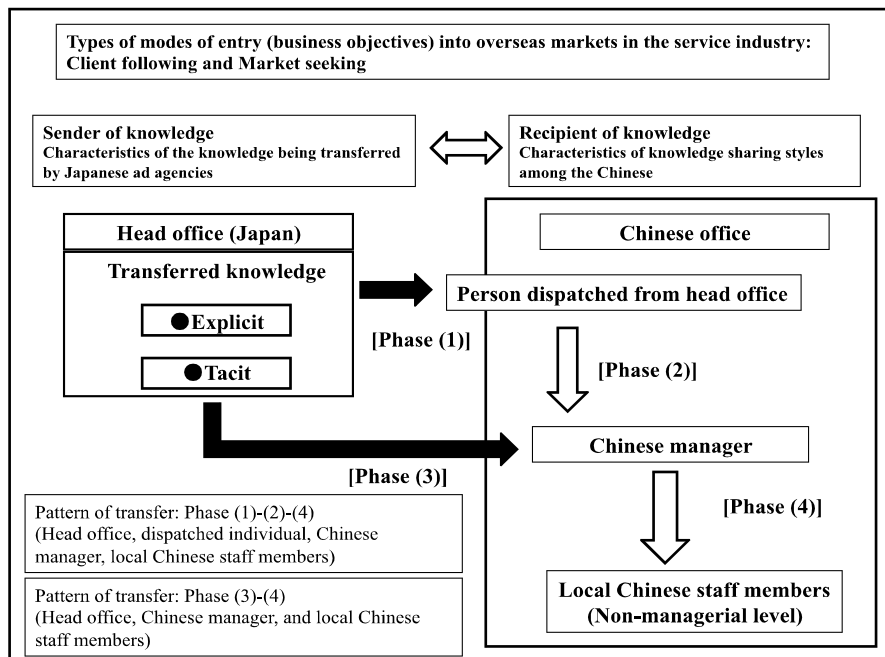 Types of modes of entry (business objectives) into overseas markets in the service industry:
Client following and Market seeking
Sender of knowledge
Characteristics of the knowledge being transferred
by Japanese ad agencies
Recipient of knowledge
Characteristics of knowledge sharing styles
among the Chinese
Head office (Japan)
Transferred knowledge
●Explicit
●Tacit
Chinese office
Person dispatched from head office
[Phase (1)]
[Phase (2)]
Chinese manager
[Phase (3)]
[Phase (4)]
Local Chinese staff members
(Non-managerial level)
Pattern of transfer: Phase (1)-(2)-(4)
(Head office, dispatched individual, Chinese
manager, local Chinese staff members)
Pattern of transfer: Phase (3)-(4)
(Head office, Chinese manager, and local Chinese
staff members)